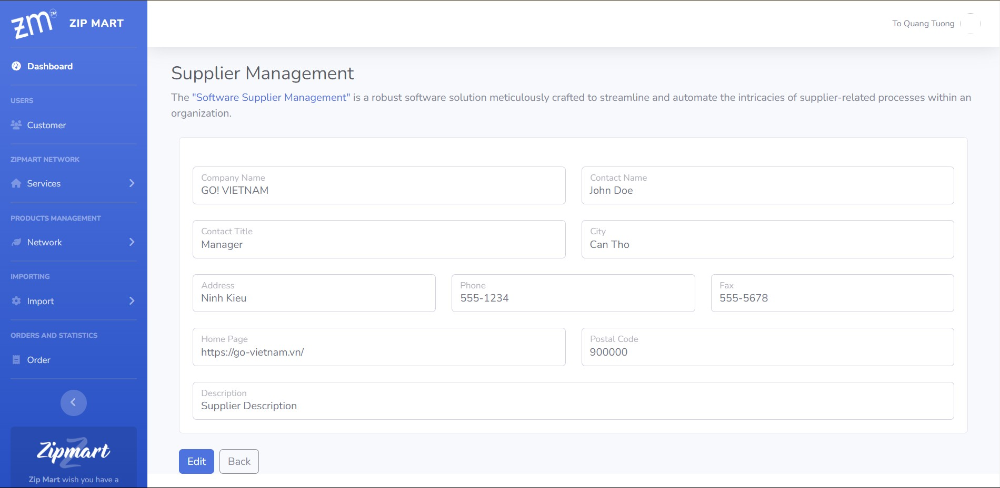 zm ZM
ZIP MART
To Quang Tuong
Dashboard
USERS
Customer
ZIPMART NETWORK
Services
PRODUCTS MANAGEMENT
Network
IMPORTING
Import
ORDERS AND STATISTICS
Order
Zipmart
Zip Mart wish you have a
Supplier Management
The "Software Supplier Management" is a robust software solution meticulously crafted to streamline and automate the intricacies of supplier-related processes within an
organization.
Company Name
GO! VIETNAM
Contact Name
John Doe
Contact Title
Manager
City
Can Tho
Address
Ninh Kieu
Phone
555-1234
Fax
555-5678
Home Page
https://go-vietnam.vn/
Postal Code
900000
Description
Supplier Description
Edit
Back